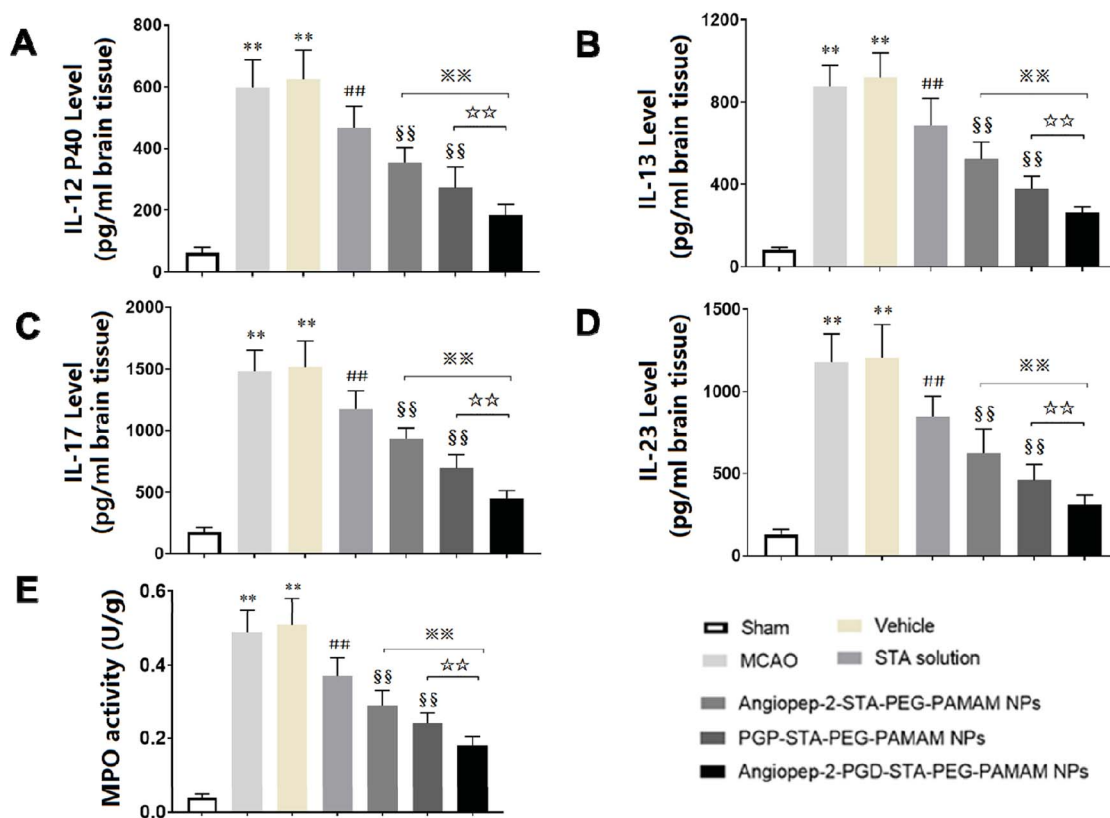 A
IL-12 P40 Level
(pg/ml brain tissue)
800
600
400
200
0
**
**
##
§§
§§
※※
☆☆
B
IL-13 Level
(pg/ml brain tissue)
1200
800
400
0
**
**
##
§§
§§
※※
☆☆
C
IL-17 Level
(pg/ml brain tissue)
2000
1500
1000
500
0
**
**
##
§§
§§
※※
☆☆
D
IL-23 Level
(pg/ml brain tissue)
1500
1000
500
0
**
**
##
§§
§§
※※
☆☆
E
MPO activity (U/g)
0.6
0.4
0.2
0.0
**
**
##
§§
§§
※※
☆☆
Sham
Vehicle
MCAO
STA solution
Angiopep-2-STA-PEG-PAMAM NPs
PGP-STA-PEG-PAMAM NPs
Angiopep-2-PGD-STA-PEG-PAMAM NPs